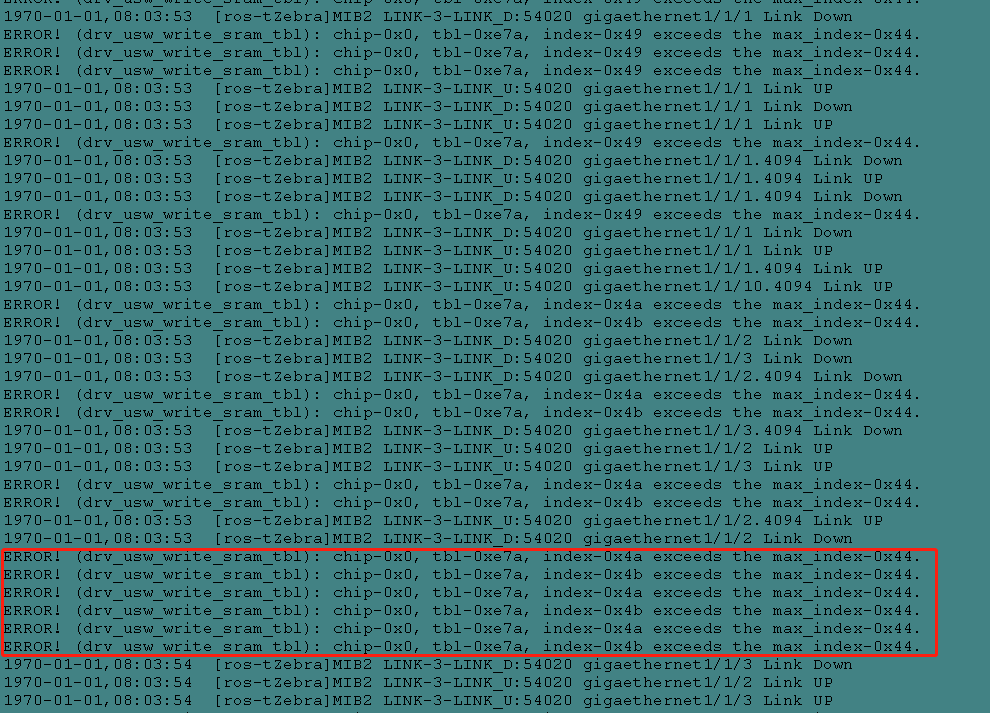 ERROR! (drv_usw_write_sram_tbl): chip-0x0, tbl-0xe7a, index-0x49 exceeds the max_index-0x44.
1970-01-01,08:03:53  [ros-tZebra]MIB2 LINK-3-LINK_D:54020 gigaethernet1/1/1 Link Down
ERROR! (drv_usw_write_sram_tbl): chip-0x0, tbl-0xe7a, index-0x49 exceeds the max_index-0x44.
ERROR! (drv_usw_write_sram_tbl): chip-0x0, tbl-0xe7a, index-0x49 exceeds the max_index-0x44.
ERROR! (drv_usw_write_sram_tbl): chip-0x0, tbl-0xe7a, index-0x49 exceeds the max_index-0x44.
1970-01-01,08:03:53  [ros-tZebra]MIB2 LINK-3-LINK_U:54020 gigaethernet1/1/1 Link UP
1970-01-01,08:03:53  [ros-tZebra]MIB2 LINK-3-LINK_D:54020 gigaethernet1/1/1 Link Down
1970-01-01,08:03:53  [ros-tZebra]MIB2 LINK-3-LINK_U:54020 gigaethernet1/1/1 Link UP
ERROR! (drv_usw_write_sram_tbl): chip-0x0, tbl-0xe7a, index-0x49 exceeds the max_index-0x44.
1970-01-01,08:03:53  [ros-tZebra]MIB2 LINK-3-LINK_D:54020 gigaethernet1/1/1.4094 Link Down
1970-01-01,08:03:53  [ros-tZebra]MIB2 LINK-3-LINK_U:54020 gigaethernet1/1/1.4094 Link UP
1970-01-01,08:03:53  [ros-tZebra]MIB2 LINK-3-LINK_D:54020 gigaethernet1/1/1.4094 Link Down
ERROR! (drv_usw_write_sram_tbl): chip-0x0, tbl-0xe7a, index-0x49 exceeds the max_index-0x44.
1970-01-01,08:03:53  [ros-tZebra]MIB2 LINK-3-LINK_D:54020 gigaethernet1/1/1 Link Down
1970-01-01,08:03:53  [ros-tZebra]MIB2 LINK-3-LINK_U:54020 gigaethernet1/1/1 Link UP
1970-01-01,08:03:53  [ros-tZebra]MIB2 LINK-3-LINK_U:54020 gigaethernet1/1/1.4094 Link UP
1970-01-01,08:03:53  [ros-tZebra]MIB2 LINK-3-LINK_U:54020 gigaethernet1/1/10.4094 Link UP
ERROR! (drv_usw_write_sram_tbl): chip-0x0, tbl-0xe7a, index-0x4a exceeds the max_index-0x44.
ERROR! (drv_usw_write_sram_tbl): chip-0x0, tbl-0xe7a, index-0x4b exceeds the max_index-0x44.
1970-01-01,08:03:53  [ros-tZebra]MIB2 LINK-3-LINK_D:54020 gigaethernet1/1/2 Link Down
1970-01-01,08:03:53  [ros-tZebra]MIB2 LINK-3-LINK_D:54020 gigaethernet1/1/3 Link Down
1970-01-01,08:03:53  [ros-tZebra]MIB2 LINK-3-LINK_D:54020 gigaethernet1/1/2.4094 Link Down
ERROR! (drv_usw_write_sram_tbl): chip-0x0, tbl-0xe7a, index-0x4a exceeds the max_index-0x44.
ERROR! (drv_usw_write_sram_tbl): chip-0x0, tbl-0xe7a, index-0x4b exceeds the max_index-0x44.
1970-01-01,08:03:53  [ros-tZebra]MIB2 LINK-3-LINK_D:54020 gigaethernet1/1/3.4094 Link Down
1970-01-01,08:03:53  [ros-tZebra]MIB2 LINK-3-LINK_U:54020 gigaethernet1/1/2 Link UP
1970-01-01,08:03:53  [ros-tZebra]MIB2 LINK-3-LINK_U:54020 gigaethernet1/1/3 Link UP
ERROR! (drv_usw_write_sram_tbl): chip-0x0, tbl-0xe7a, index-0x4a exceeds the max_index-0x44.
ERROR! (drv_usw_write_sram_tbl): chip-0x0, tbl-0xe7a, index-0x4b exceeds the max_index-0x44.
1970-01-01,08:03:53  [ros-tZebra]MIB2 LINK-3-LINK_U:54020 gigaethernet1/1/2.4094 Link UP
1970-01-01,08:03:53  [ros-tZebra]MIB2 LINK-3-LINK_D:54020 gigaethernet1/1/2 Link Down
ERROR! (drv_usw_write_sram_tbl): chip-0x0, tbl-0xe7a, index-0x4a exceeds the max_index-0x44.
ERROR! (drv_usw_write_sram_tbl): chip-0x0, tbl-0xe7a, index-0x4b exceeds the max_index-0x44.
ERROR! (drv_usw_write_sram_tbl): chip-0x0, tbl-0xe7a, index-0x4a exceeds the max_index-0x44.
ERROR! (drv_usw_write_sram_tbl): chip-0x0, tbl-0xe7a, index-0x4b exceeds the max_index-0x44.
ERROR! (drv_usw_write_sram_tbl): chip-0x0, tbl-0xe7a, index-0x4a exceeds the max_index-0x44.
ERROR! (drv_usw_write_sram_tbl): chip-0x0, tbl-0xe7a, index-0x4b exceeds the max_index-0x44.
1970-01-01,08:03:54  [ros-tZebra]MIB2 LINK-3-LINK_D:54020 gigaethernet1/1/3 Link Down
1970-01-01,08:03:54  [ros-tZebra]MIB2 LINK-3-LINK_U:54020 gigaethernet1/1/2 Link UP
1970-01-01,08:03:54  [ros-tZebra]MIB2 LINK-3-LINK_U:54020 gigaethernet1/1/3 Link UP